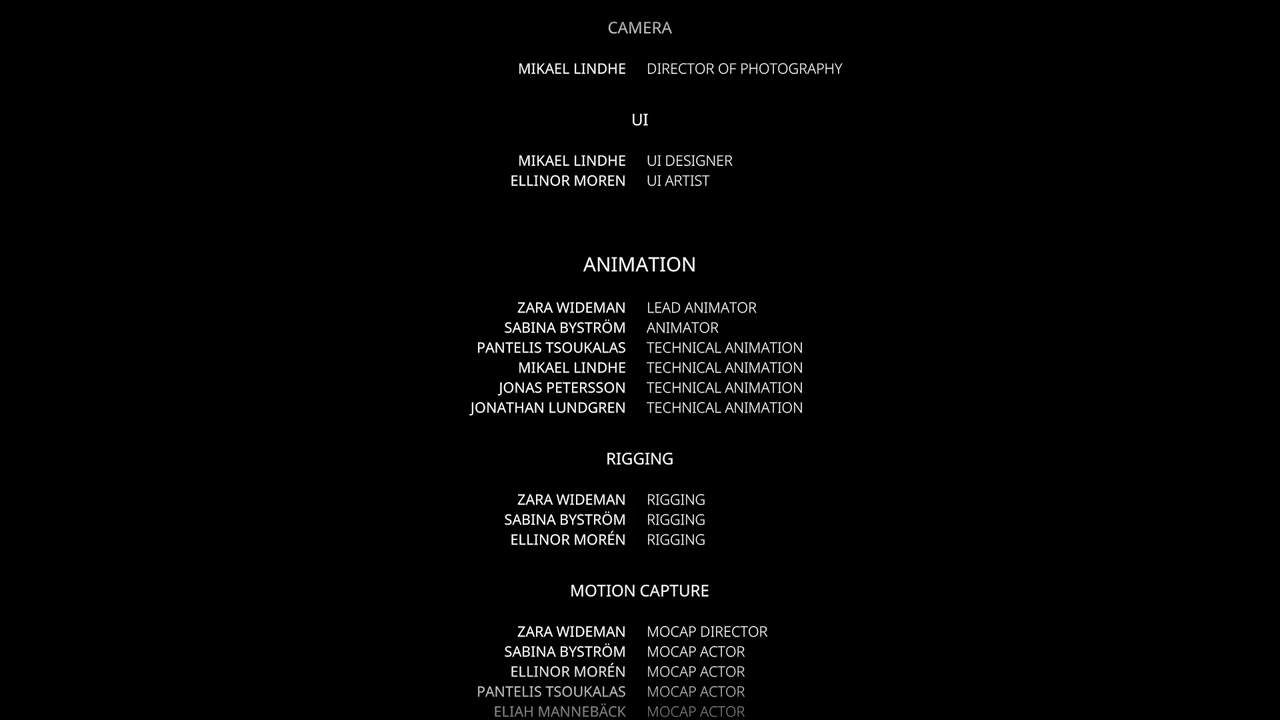 CAMERA
MIKAEL LINDHE DIRECTOR OF PHOTOGRAPHY
UI
MIKAEL LINDHE UI DESIGNER
ELLINOR MOREN UI ARTIST
ANIMATION
ZARA WIDEMAN LEAD ANIMATOR
SABINA BYSTRÖM ANIMATOR
PANTELIS TSOUKALAS TECHNICAL ANIMATION
MIKAEL LINDHE TECHNICAL ANIMATION
JONAS PETERSSON TECHNICAL ANIMATION
JONATHAN LUNDGREN TECHNICAL ANIMATION
RIGGING
ZARA WIDEMAN RIGGING
SABINA BYSTRÖM RIGGING
ELLINOR MORÉN RIGGING
MOTION CAPTURE
ZARA WIDEMAN MOCAP DIRECTOR
SABINA BYSTRÖM MOCAP ACTOR
ELLINOR MORÉN MOCAP ACTOR
PANTELIS TSOUKALAS MOCAP ACTOR
ELIAH MANNEBÄCK MOCAP ACTOR